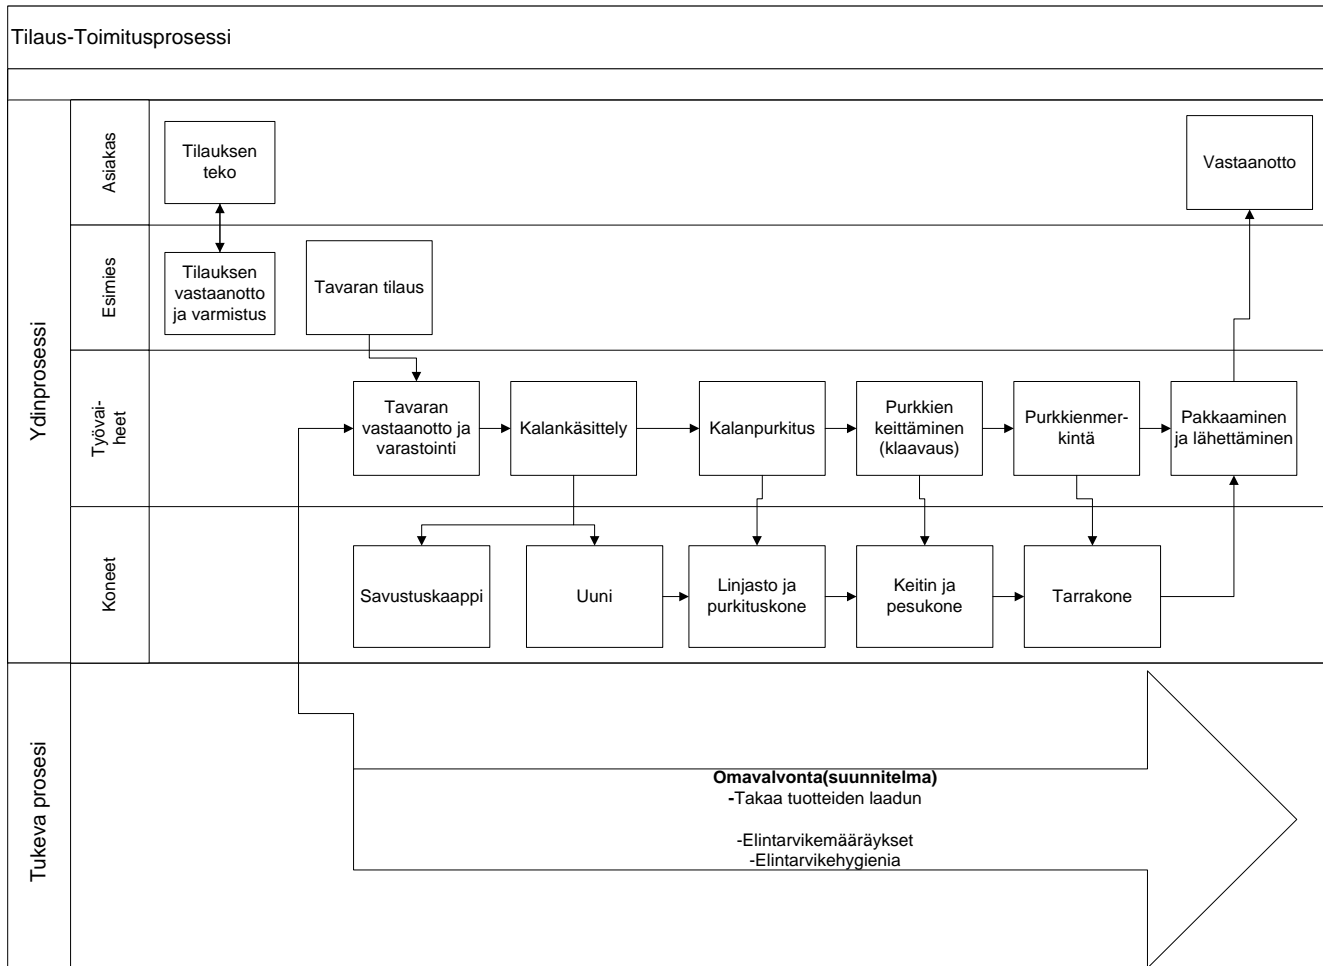 Tilaus-Toimitusprosessi
Ydinprosessi
Asiakas
Tilauksen
teko
Vastaanotto
Esimies
Tilauksen
vastaanotto
ja varmistus
Tavaran tilaus
Työvai-
heet
Tavaran
vastaanotto ja
varastointi
Kalankäsittely
Kalanpurkitus
Purkkien
keittäminen
(klaavaus)
Purkkienmer-
kintä
Pakkaaminen
ja lähettäminen
Koneet
Savustuskaappi
Uuni
Linjasto ja
purkituskone
Keitin ja
pesukone
Tarrakone
Tukeva prosesi
Omavalvonta(suunnitelma)
-Takaa tuotteiden laadun
-Elintarvikemääräykset
-Elintarvikehygienia